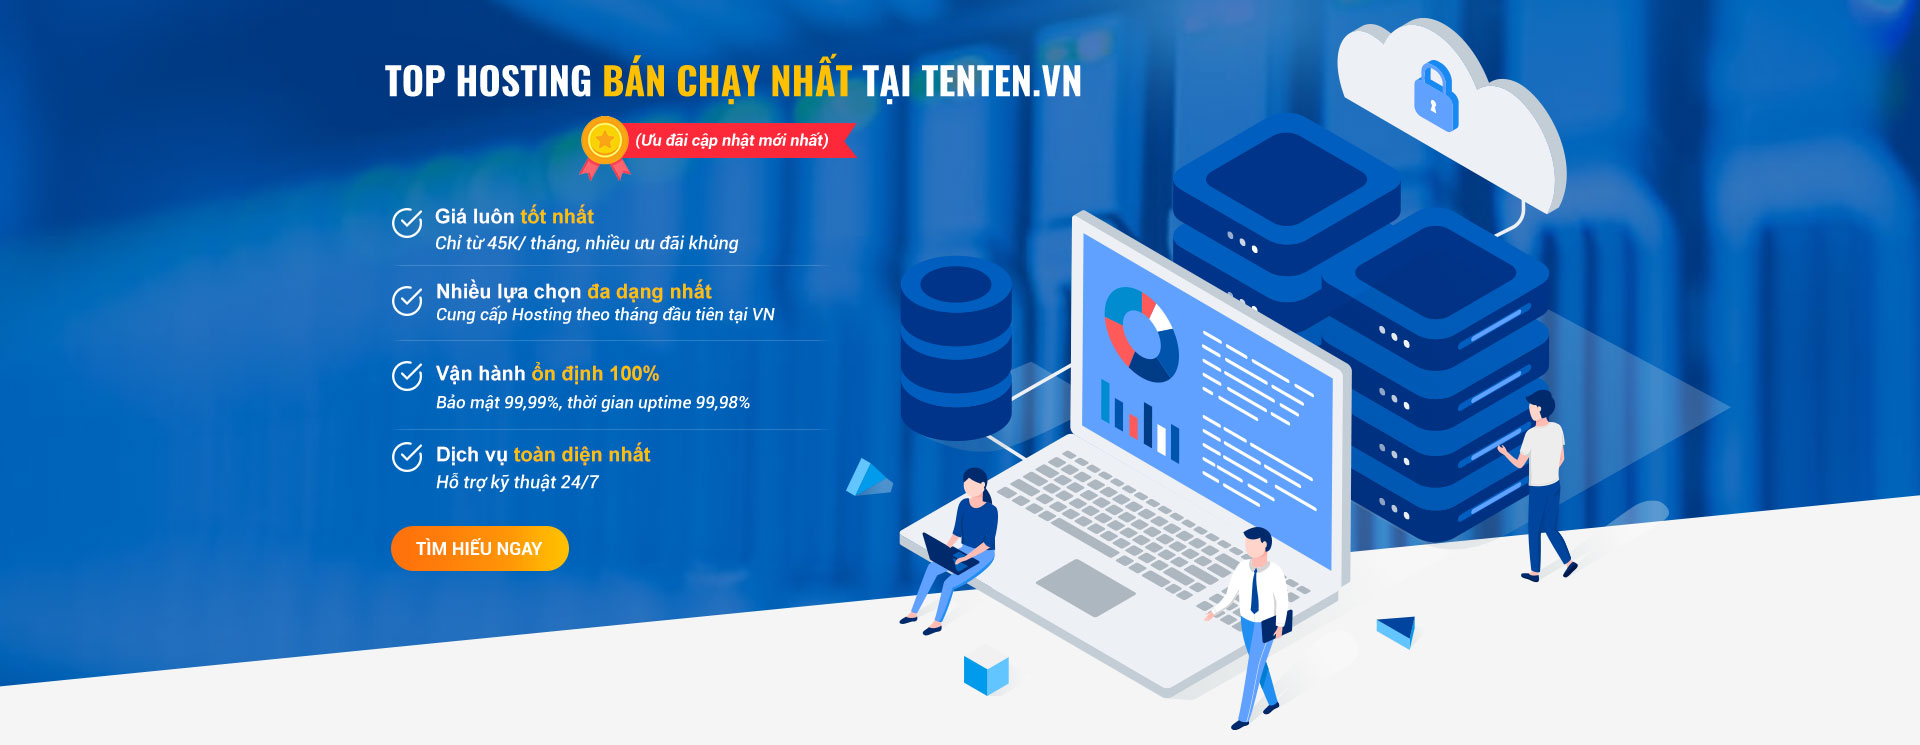 TOP HOSTING BÁN CHẠY NHẤT TẠI TENTEN.VN
(Ưu đãi cập nhật mới nhất)
Giá luôn tốt nhất
Chỉ từ 45K/ tháng, nhiều ưu đãi khủng
Nhiều lựa chọn đa dạng nhất
Cung cấp Hosting theo tháng đầu tiên tại VN
Vận hành ổn định 100%
Bảo mật 99,99%, thời gian uptime 99,98%
Dịch vụ toàn diện nhất
Hỗ trợ kỹ thuật 24/7
TÌM HIỂU NGAY